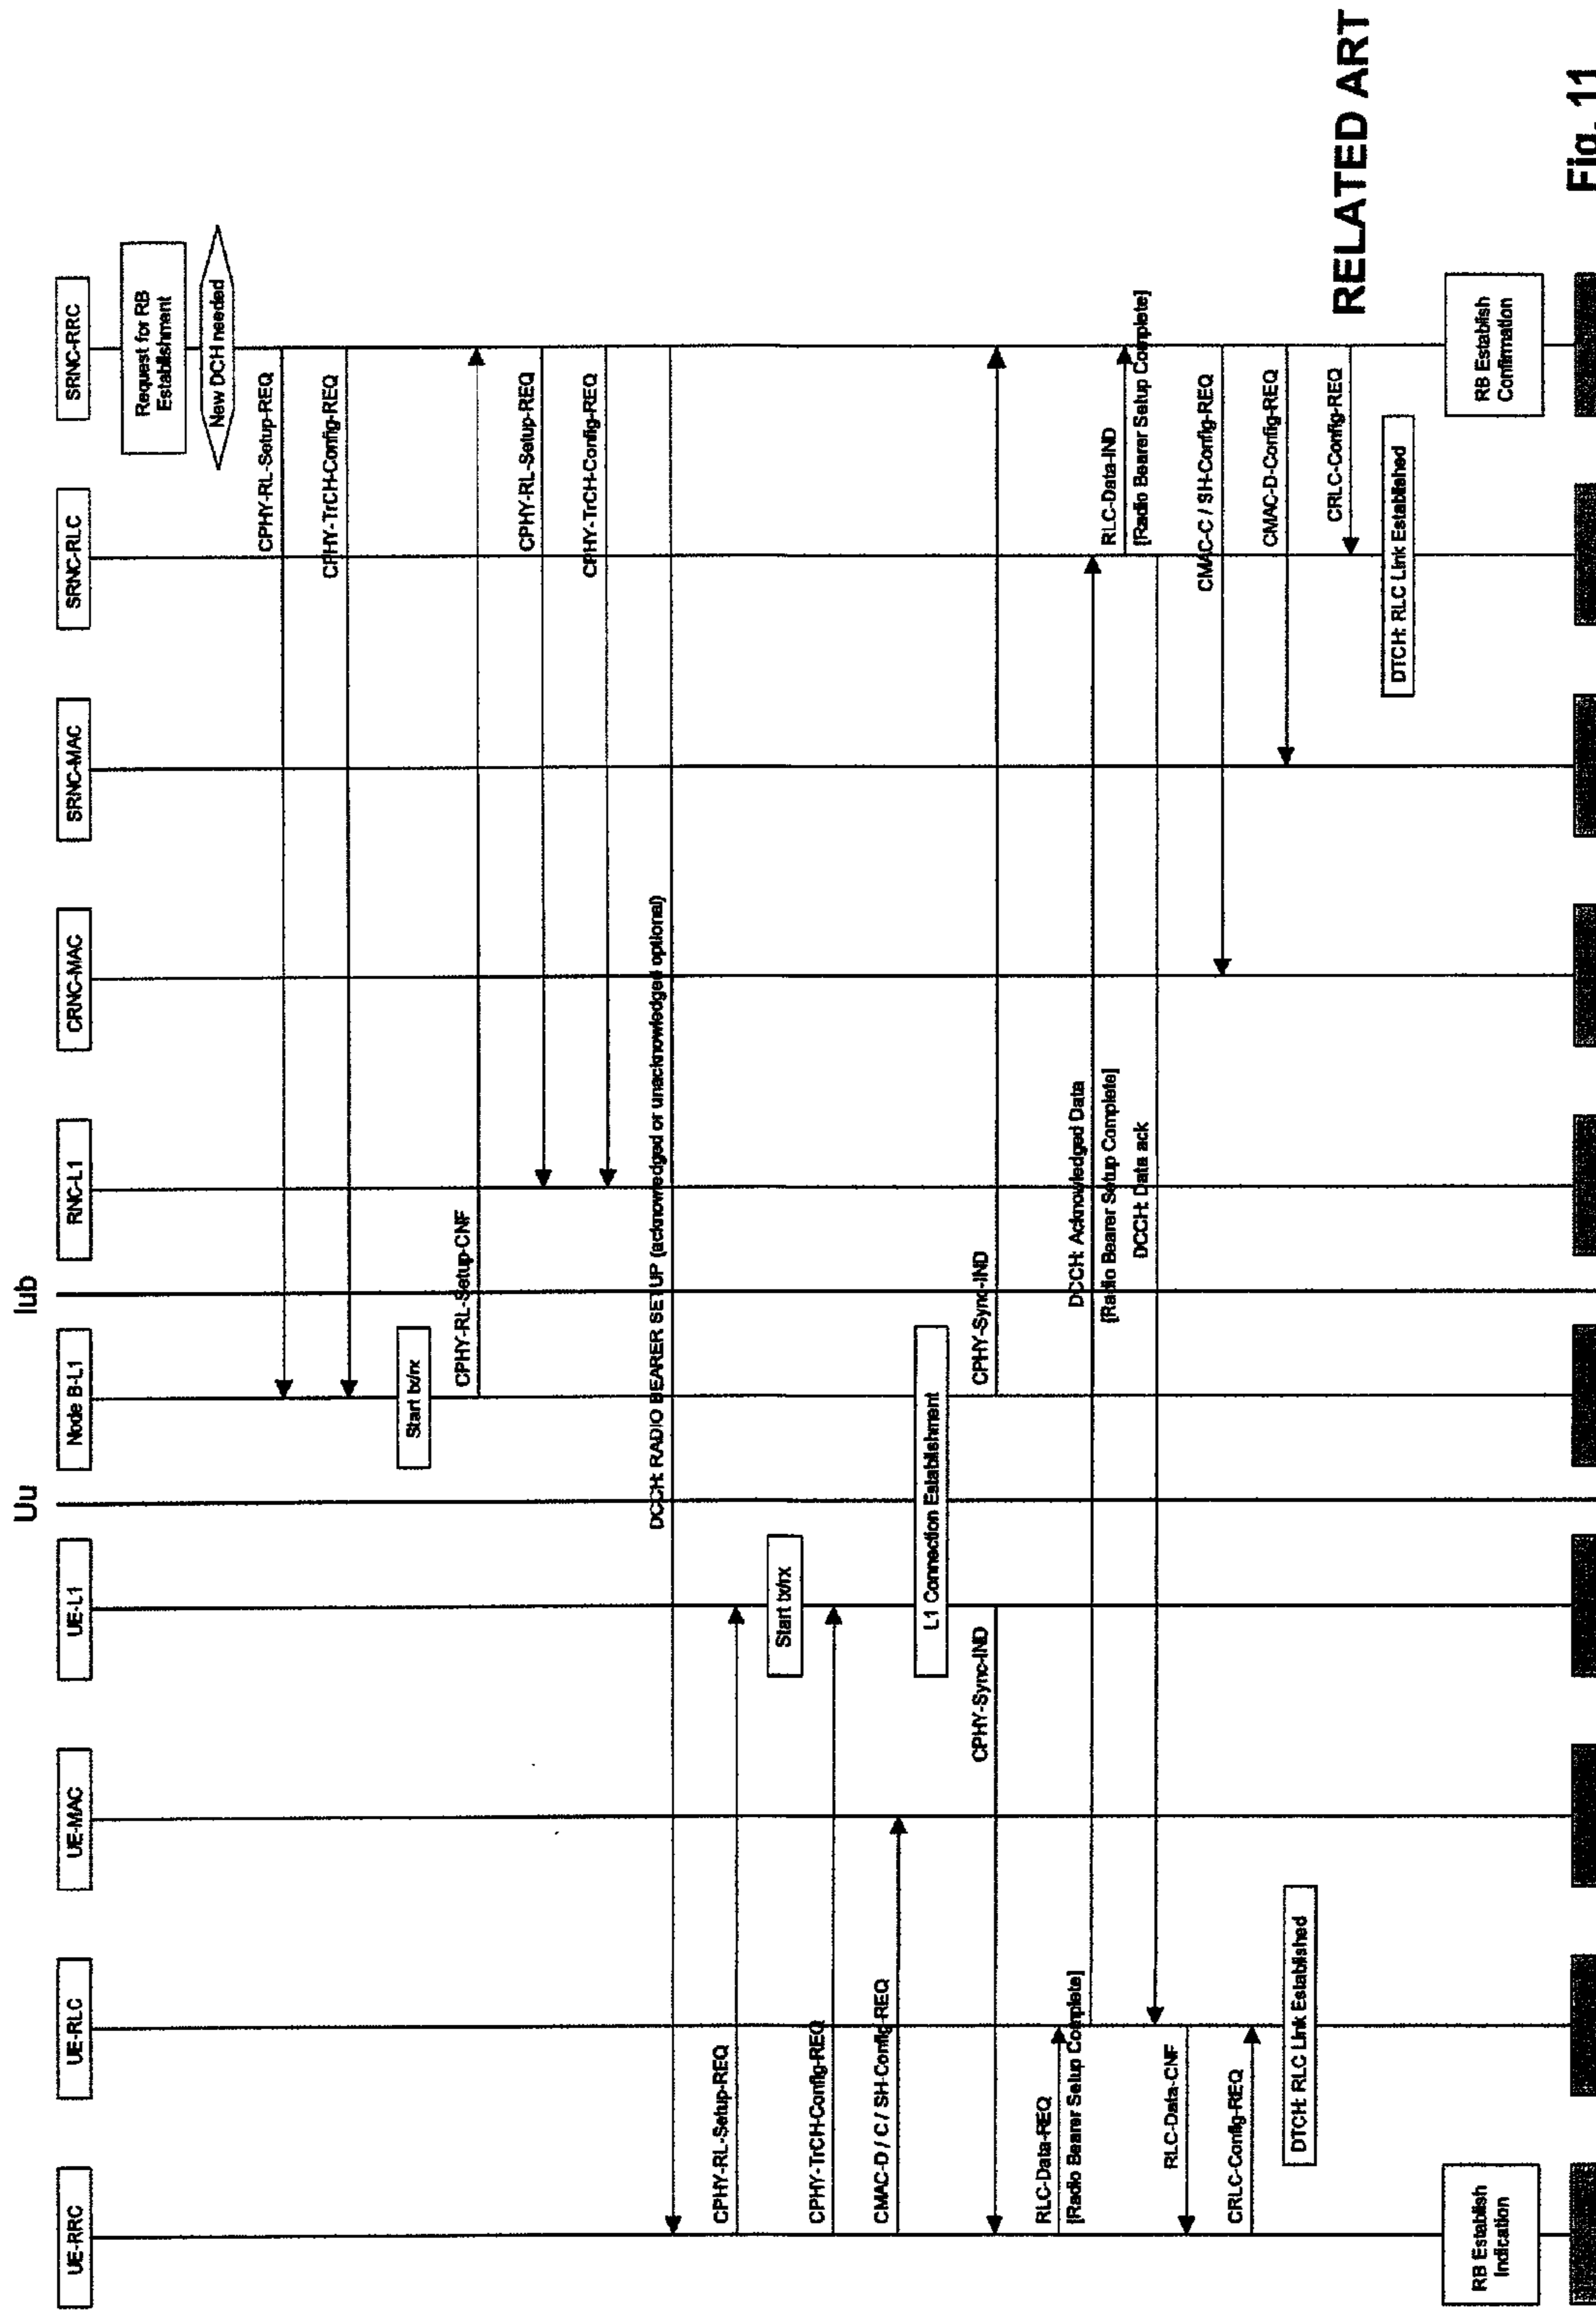 Uu
Iub
UE-RRC
UE-RLC
UE-MAC
UE-L1
Node B-L1
RNC-L1
CRNC-MAC
SRNC-MAC
SRNC-RLC
SRNC-RRC
Request for RB
Establishment
New DCH needed
CPHY-RL-Setup-REQ
CPHY-TrCH-Config-REQ
Start tx/rx
CPHY-RL-Setup-CNF
CPHY-RL-Setup-REQ
CPHY-TrCH-Config-REQ
DCCH: RADIO BEARER SETUP (acknowledged or unacknowledged optional)
CPHY-RL-Setup-REQ
Start tx/rx
CPHY-TrCH-Config-REQ
CMAC-D / C / SH-Config-REQ
L1 Connection Establishment
CPHY-Sync-IND
CPHY-Sync-IND
RLC-Data-REQ
[Radio Bearer Setup Complete]
DCCH: Acknowledged Data
[Radio Bearer Setup Complete]
RLC-Data-IND
[Radio Bearer Setup Complete]
DCCH: Data ack
RLC-Data-CNF
CMAC-C / SH-Config-REQ
CRLC-Config-REQ
CMAC-D-Config-REQ
DTCH: RLC Link Established
CRLC-Config-REQ
DTCH: RLC Link Established
RB Establish
Indication
RB Establish
Confirmation
RELATED ART
Fig. 11